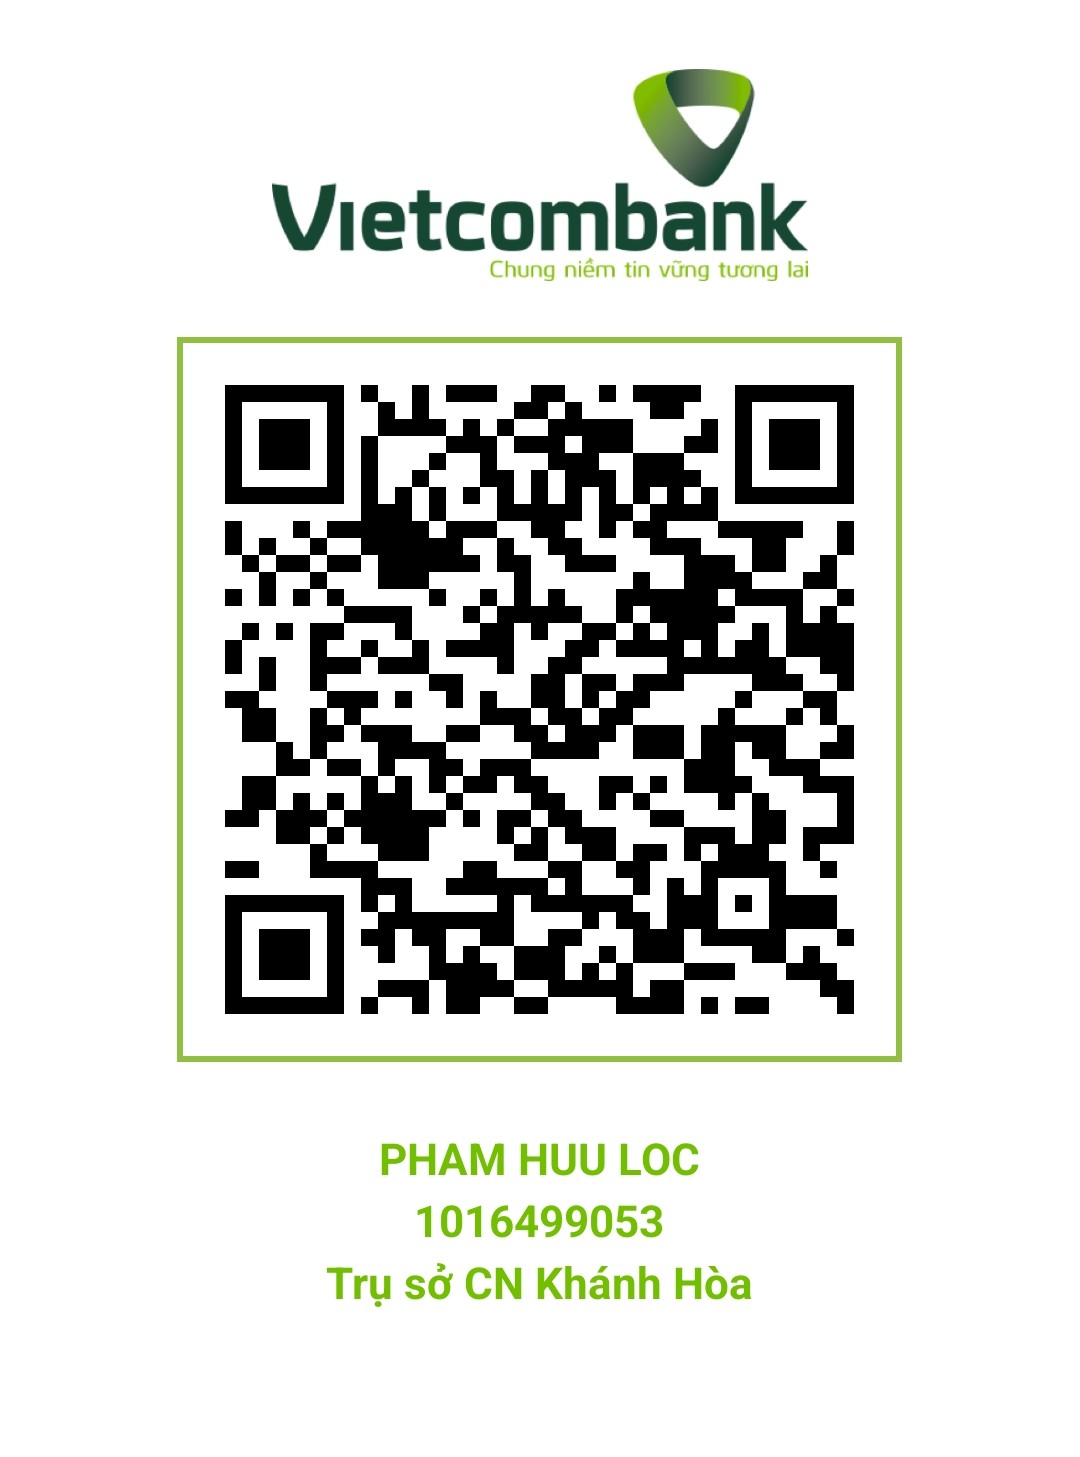 Vietcombank
Chung niềm tin vững tương lai
PHAM HUU LOC
1016499053
Trụ sở CN Khánh Hòa